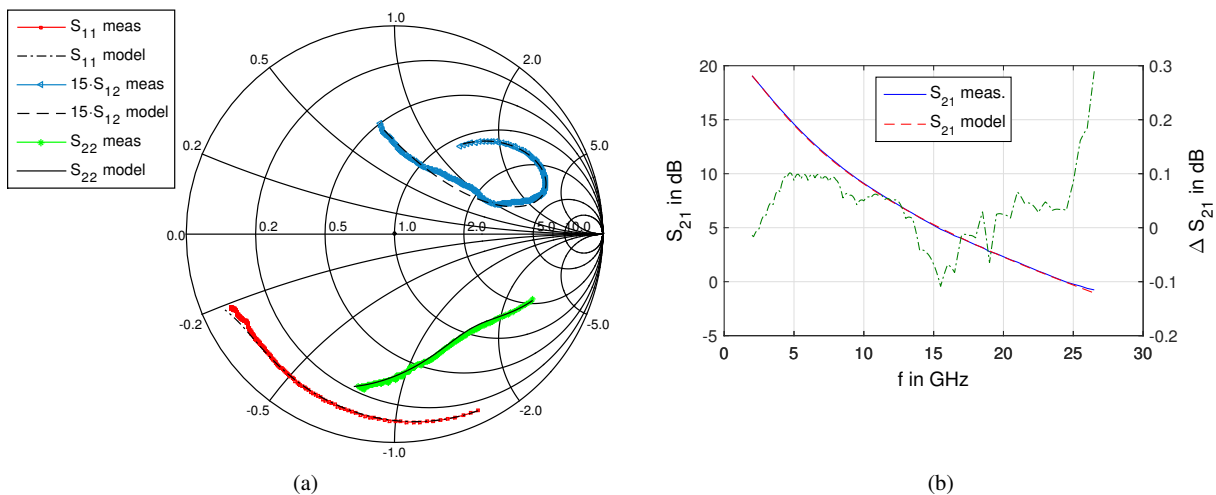 S11 meas
S11 model
15·S12 meas
15·S12 model
S22 meas
S22 model
1.0
0.5
2.0
0.2
5.0
0.0 0.2 0.5 1.0 2.0 5.0 10.0
-0.2
-5.0
-0.5
-2.0
-1.0
(a)
S21 meas.
S21 model
20
15
10
5
0
-5
S21 in dB
0 5 10 15 20 25 30
f in GHz
0.3
0.2
0.1
0
-0.1
-0.2
Δ S21 in dB
(b)